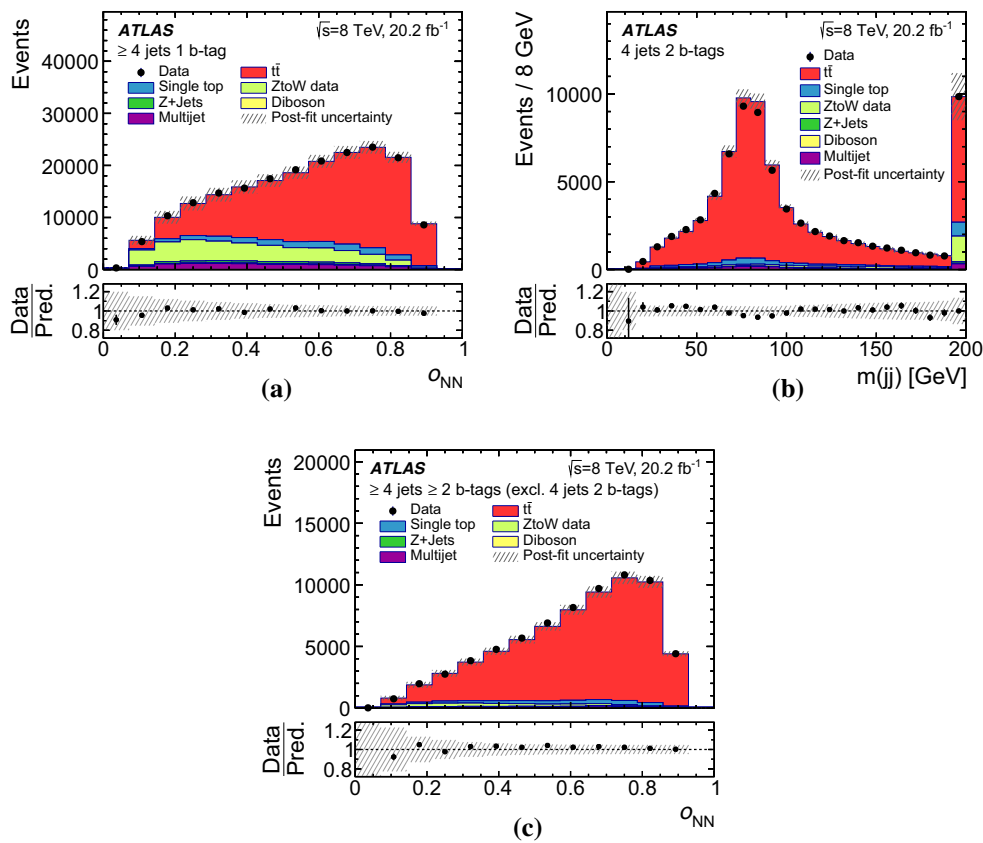 ATLAS
√s=8 TeV, 20.2 fb⁻¹
≥ 4 jets 1 b-tag
Data
tt̄
Single top
ZtoW data
Z+Jets
Diboson
Multijet
Post-fit uncertainty
Events
40000
30000
20000
10000
0
Data
Pred.
1.2
1
0.8
0 0.2 0.4 0.6 0.8 1
oNN
(a)
ATLAS
√s=8 TeV, 20.2 fb⁻¹
4 jets 2 b-tags
Data
tt̄
Single top
ZtoW data
Z+Jets
Diboson
Multijet
Post-fit uncertainty
Events / 8 GeV
10000
5000
0
Data
Pred.
1.2
1
0.8
0 50 100 150 200
m(jj) [GeV]
(b)
ATLAS
√s=8 TeV, 20.2 fb⁻¹
≥ 4 jets ≥ 2 b-tags (excl. 4 jets 2 b-tags)
Data
tt̄
Single top
ZtoW data
Z+Jets
Diboson
Multijet
Post-fit uncertainty
Events
20000
15000
10000
5000
0
Data
Pred.
1.2
1
0.8
0 0.2 0.4 0.6 0.8 1
oNN
(c)